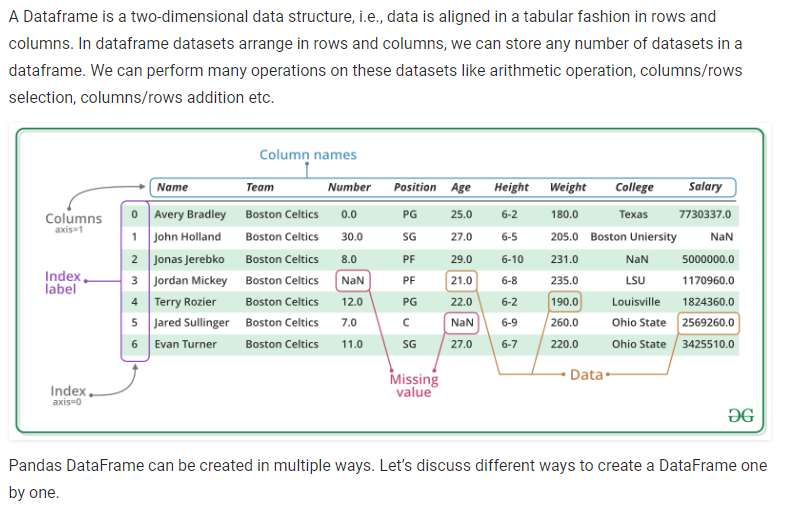 A Dataframe is a two-dimensional data structure, i.e., data is aligned in a tabular fashion in rows and
columns. In dataframe datasets arrange in rows and columns, we can store any number of datasets in a
dataframe. We can perform many operations on these datasets like arithmetic operation, columns/rows
selection, columns/rows addition etc.
Column names
Name Team Number Position Age Height Weight College Salary
Columns
axis=1
0 Avery Bradley Boston Celtics 0.0 PG 25.0 6-2 180.0 Texas 7730337.0
1 John Holland Boston Celtics 30.0 SG 27.0 6-5 205.0 Boston Uniersity NaN
2 Jonas Jerebko Boston Celtics 8.0 PF 29.0 6-10 231.0 NaN 5000000.0
Index
label
3 Jordan Mickey Boston Celtics NaN PF 21.0 6-8 235.0 LSU 1170960.0
4 Terry Rozier Boston Celtics 12.0 PG 22.0 6-2 190.0 Louisville 1824360.0
5 Jared Sullinger Boston Celtics 7.0 C NaN 6-9 260.0 Ohio State 2569260.0
6 Evan Turner Boston Celtics 11.0 SG 27.0 6-7 220.0 Ohio State 3425510.0
Missing
value
Data
Index
axis=0
Pandas DataFrame can be created in multiple ways. Let's discuss different ways to create a DataFrame one
by one.